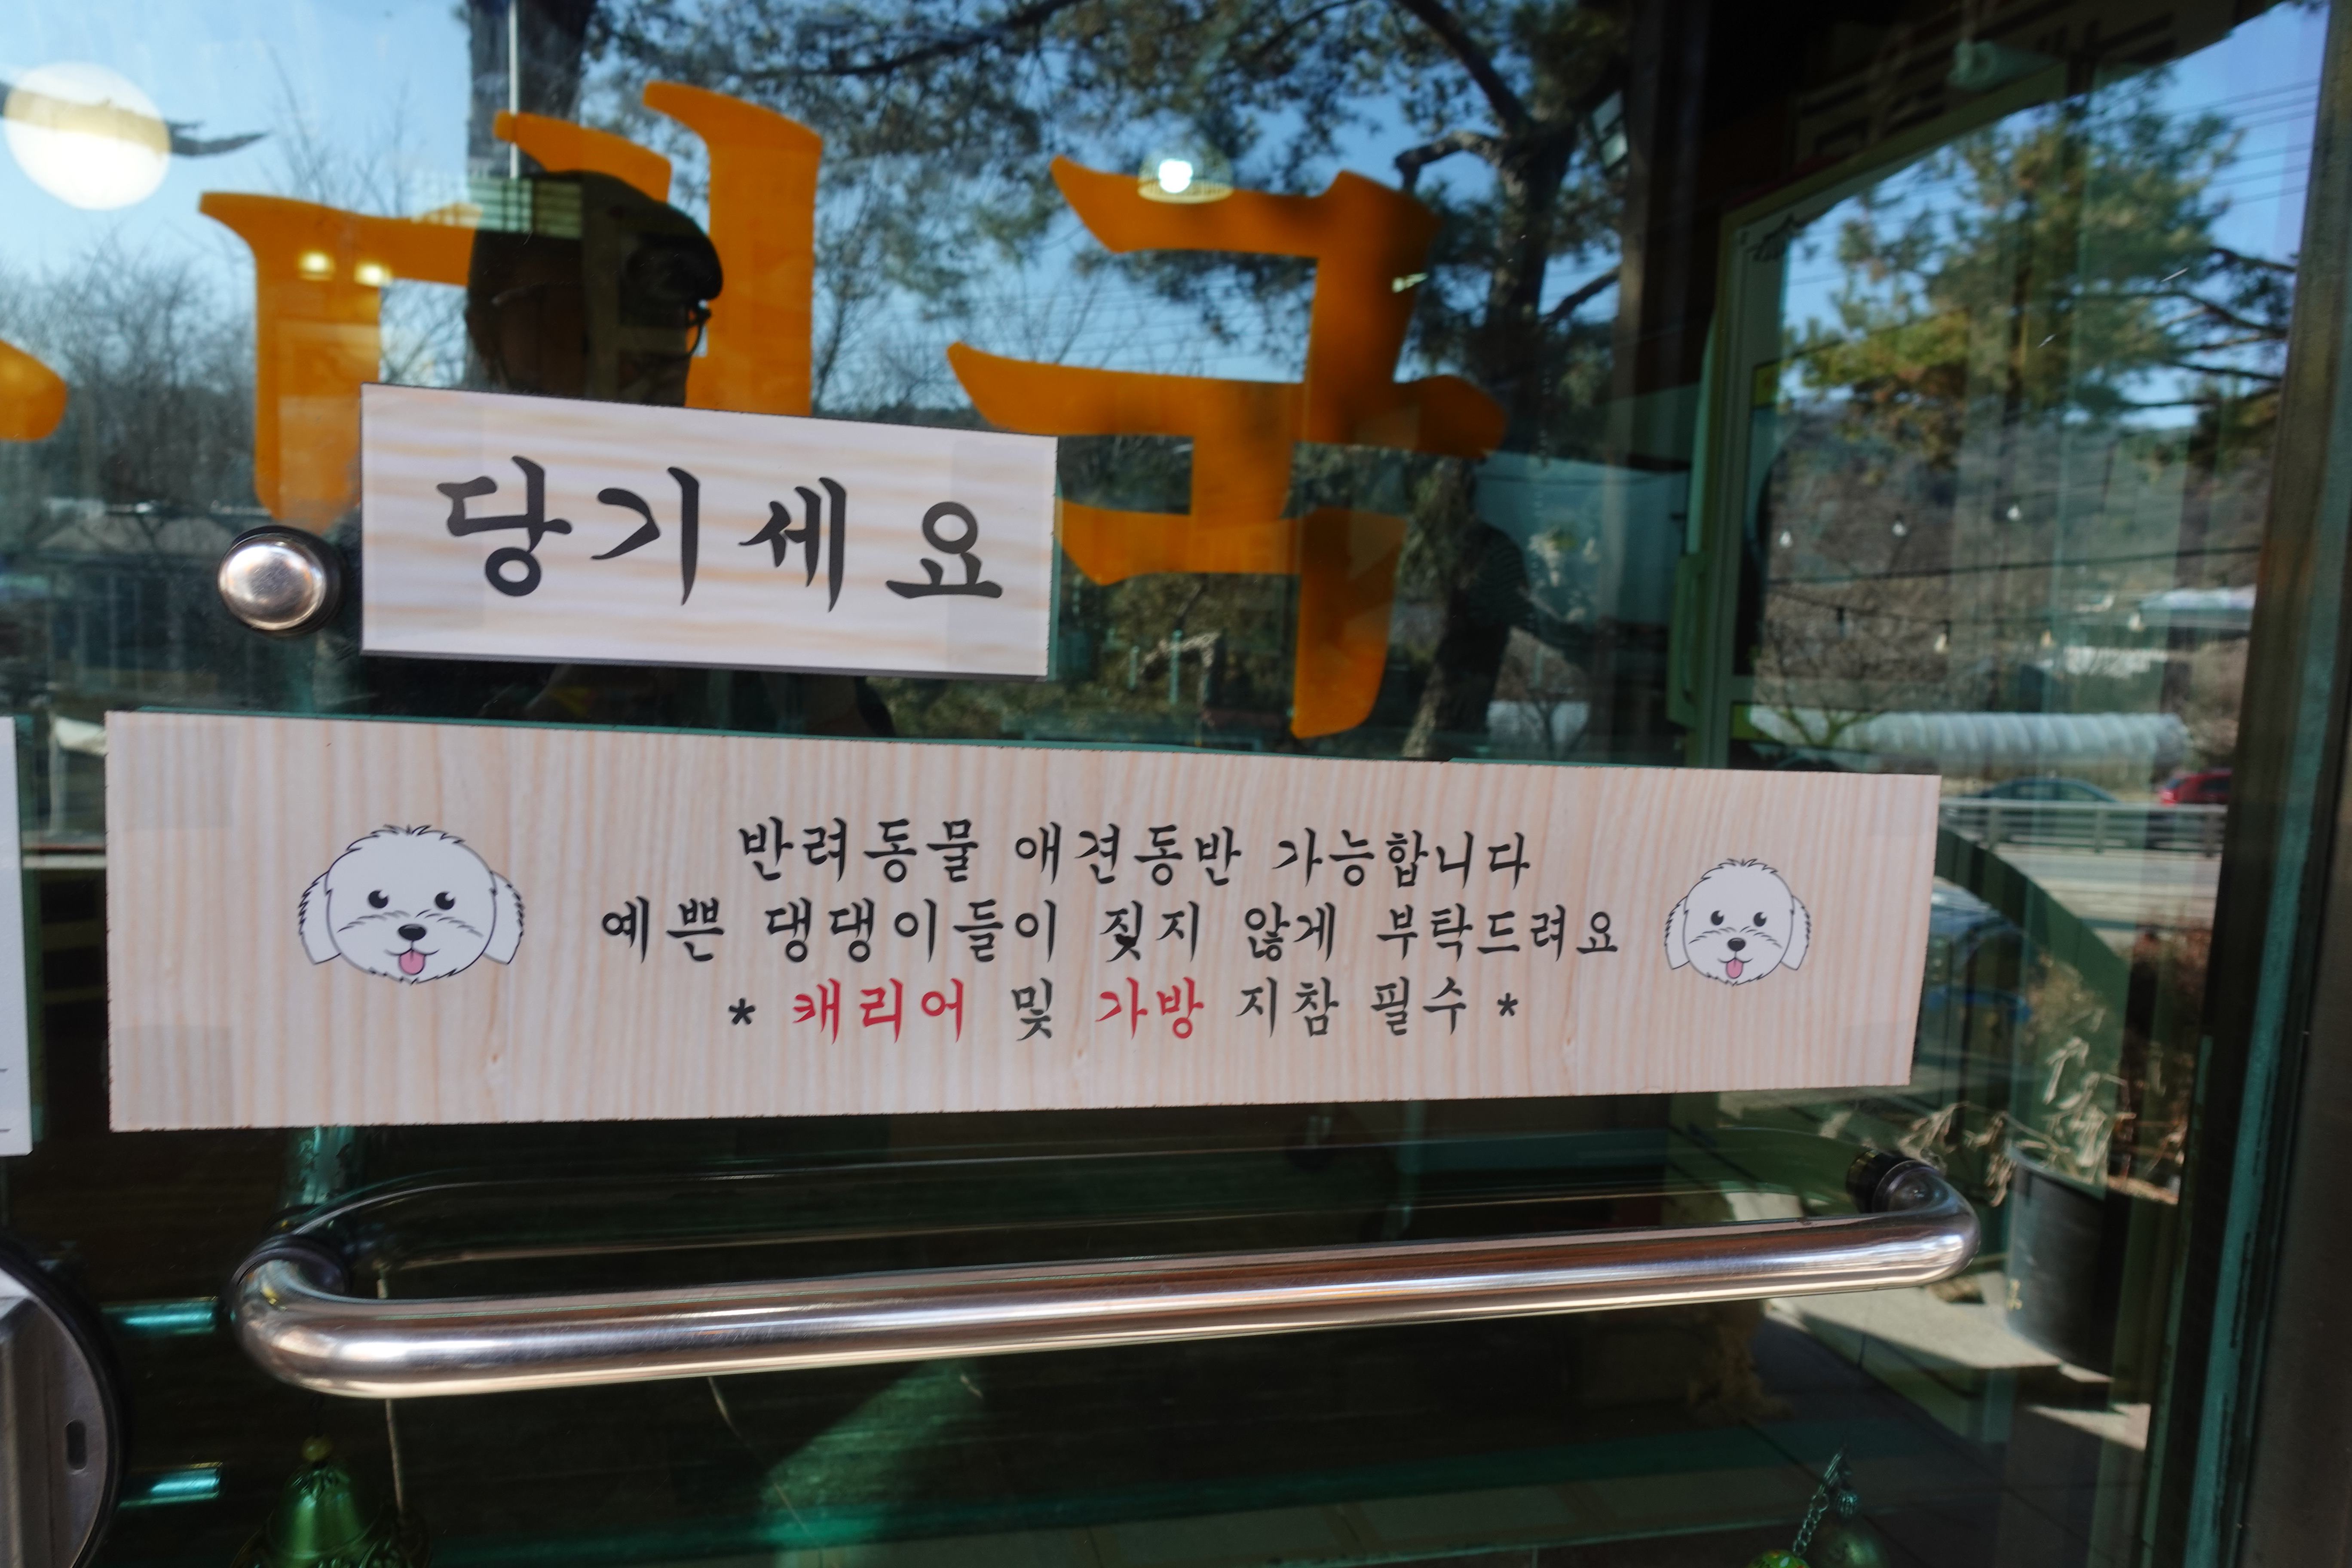 국
당기세요
반려동물 애견동반 가능합니다
예쁜 댕댕이들이 짖지 않게 부탁드려요
* 캐리어 및 가방 지참 필수 *